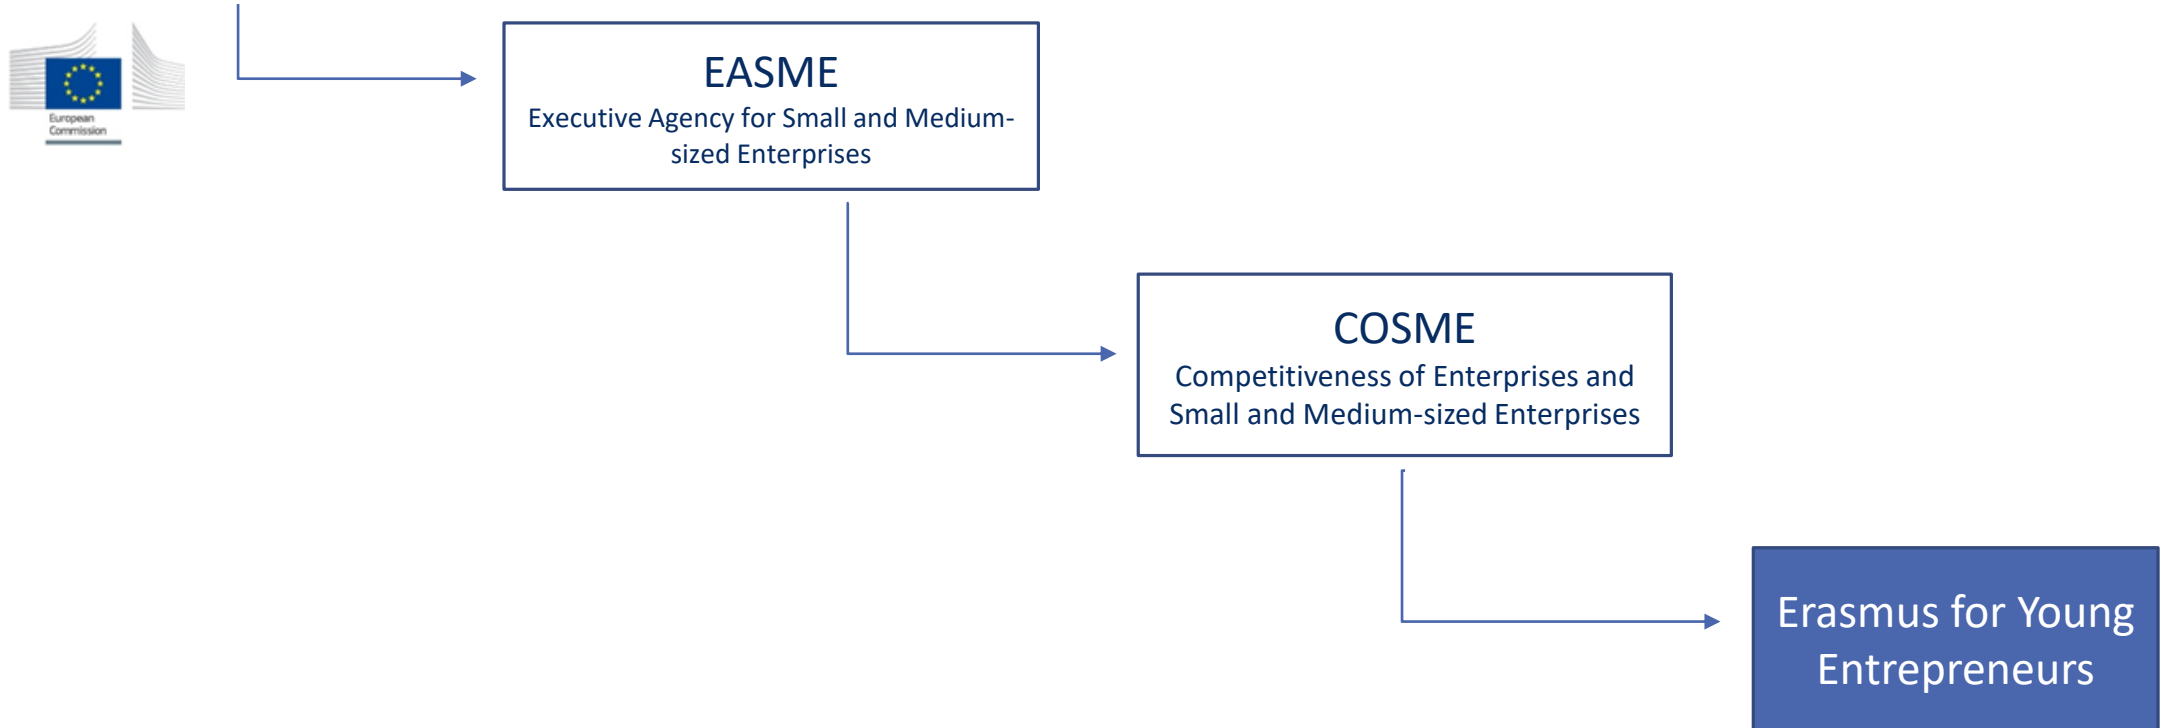 European
Commission
EASME
Executive Agency for Small and Medium-
sized Enterprises
COSME
Competitiveness of Enterprises and
Small and Medium-sized Enterprises
Erasmus for Young
Entrepreneurs